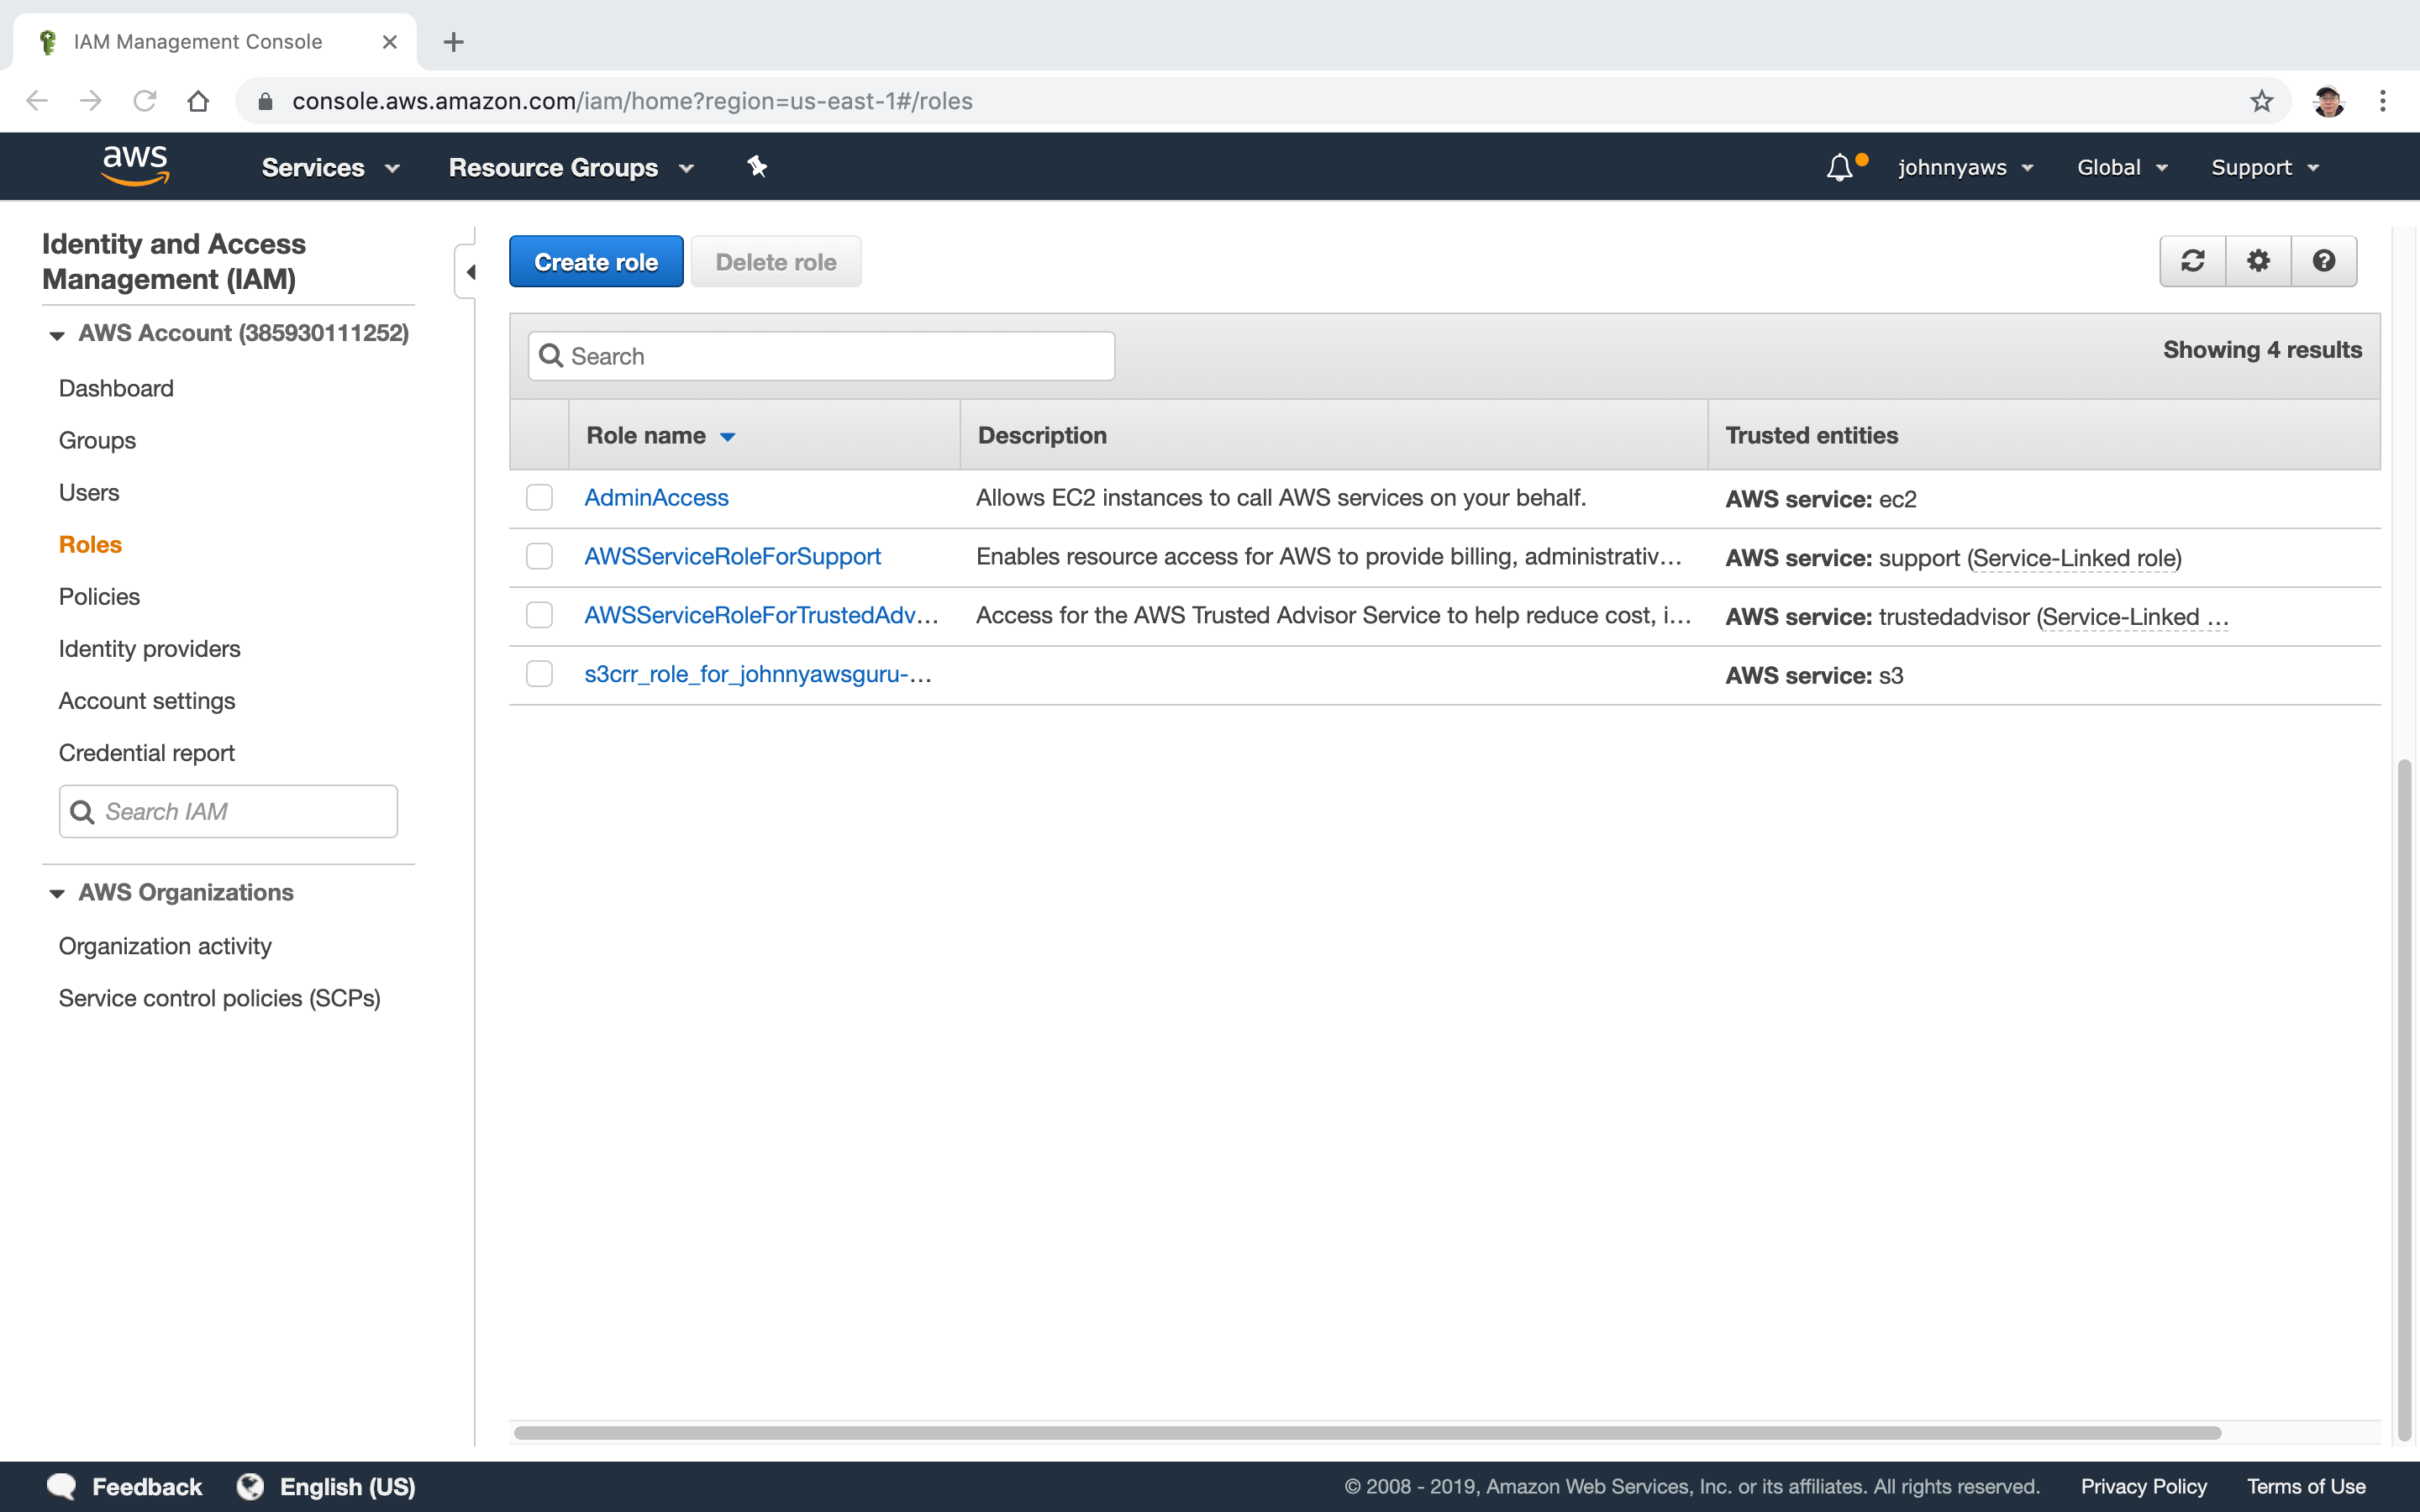 IAM Management Console
console.aws.amazon.com/iam/home?region=us-east-1#/roles
aws
Services
Resource Groups
johnnyaws
Global
Support
Identity and Access
Management (IAM)
AWS Account (385930111252)
Dashboard
Groups
Users
Roles
Policies
Identity providers
Account settings
Credential report
Search IAM
AWS Organizations
Organization activity
Service control policies (SCPs)
Create role
Delete role
Search
Showing 4 results
Role name Description Trusted entities
AdminAccess Allows EC2 instances to call AWS services on your behalf. AWS service: ec2
AWSServiceRoleForSupport Enables resource access for AWS to provide billing, administrativ... AWS service: support (Service-Linked role)
AWSServiceRoleForTrustedAdv... Access for the AWS Trusted Advisor Service to help reduce cost, i... AWS service: trustedadvisor (Service-Linked ...
s3crr_role_for_johnnyawsguru-... AWS service: s3
Feedback
English (US)
© 2008 - 2019, Amazon Web Services, Inc. or its affiliates. All rights reserved.
Privacy Policy
Terms of Use